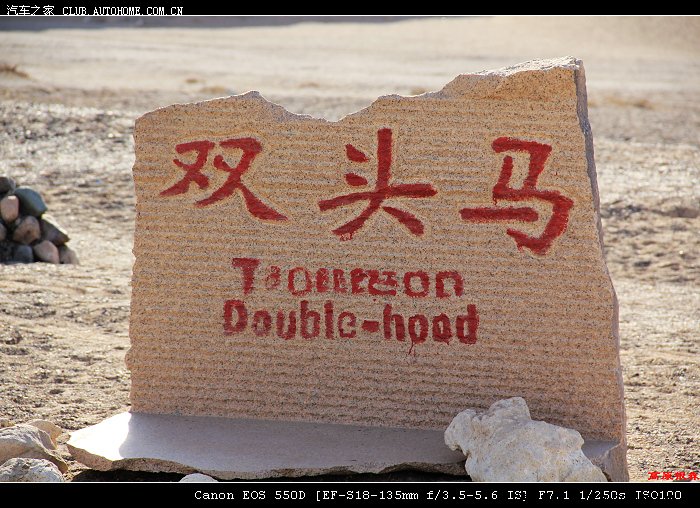 汽车之家 CLUB.AUTOHOME.COM.CN
双头马
Double-hood
Canon EOS 550D [EF-S18-135mm f/3.5-5.6 IS] F7.1 1/250s ISO100